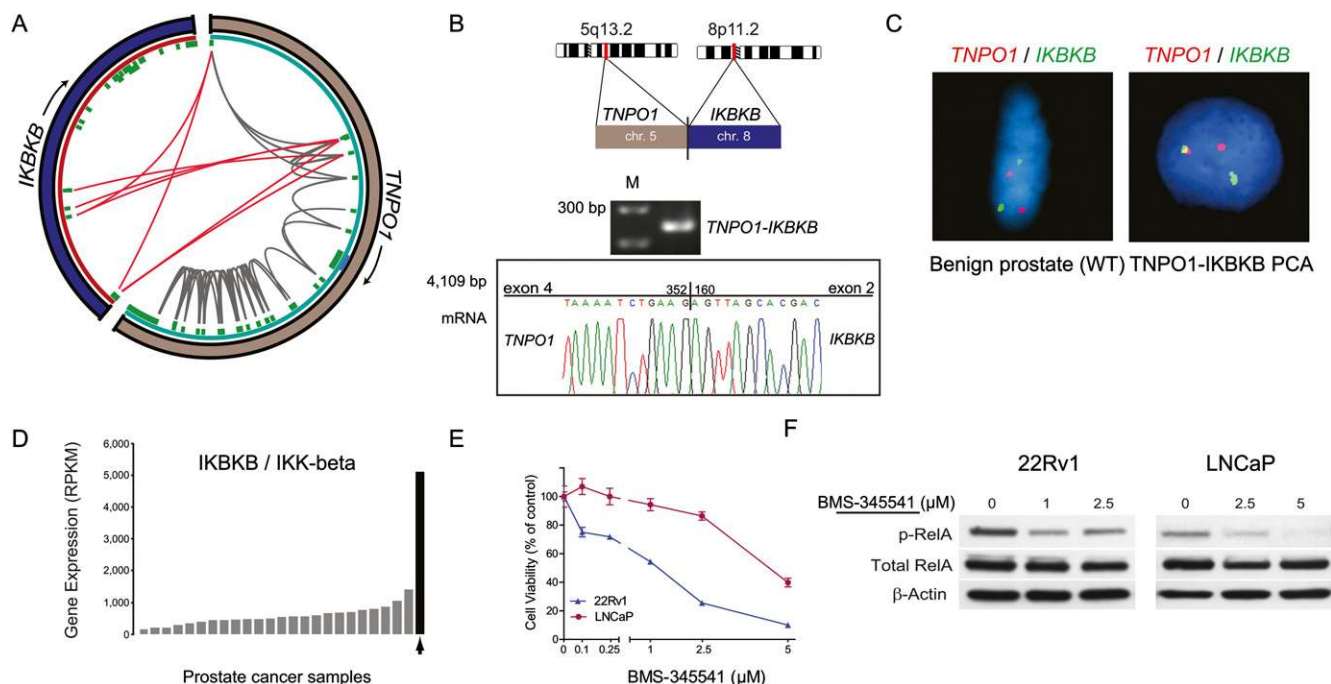 A
IKBKB
TNPO1
B
5q13.2
8p11.2
TNPO1
IKBKB
chr. 5
chr. 8
M
300 bp
TNPO1-IKBKB
4,109 bp
mRNA
exon 4
352
160
exon 2
TAAAATCTGAAGAGTTAGCACGAC
TNPO1
IKBKB
C
TNPO1 / IKBKB
TNPO1 / IKBKB
Benign prostate (WT)
TNPO1-IKBKB PCA
D
IKBKB / IKK-beta
Gene Expression (RPKM)
6,000
5,000
4,000
3,000
2,000
1,000
0
Prostate cancer samples
E
Cell Viability (% of control)
100
80
60
40
20
0
22Rv1
LNCaP
0
0.1
0.25
1
2.5
5
BMS-345541 (µM)
F
22Rv1
LNCaP
BMS-345541 (µM)
0
1
2.5
0
2.5
5
p-RelA
Total RelA
β-Actin